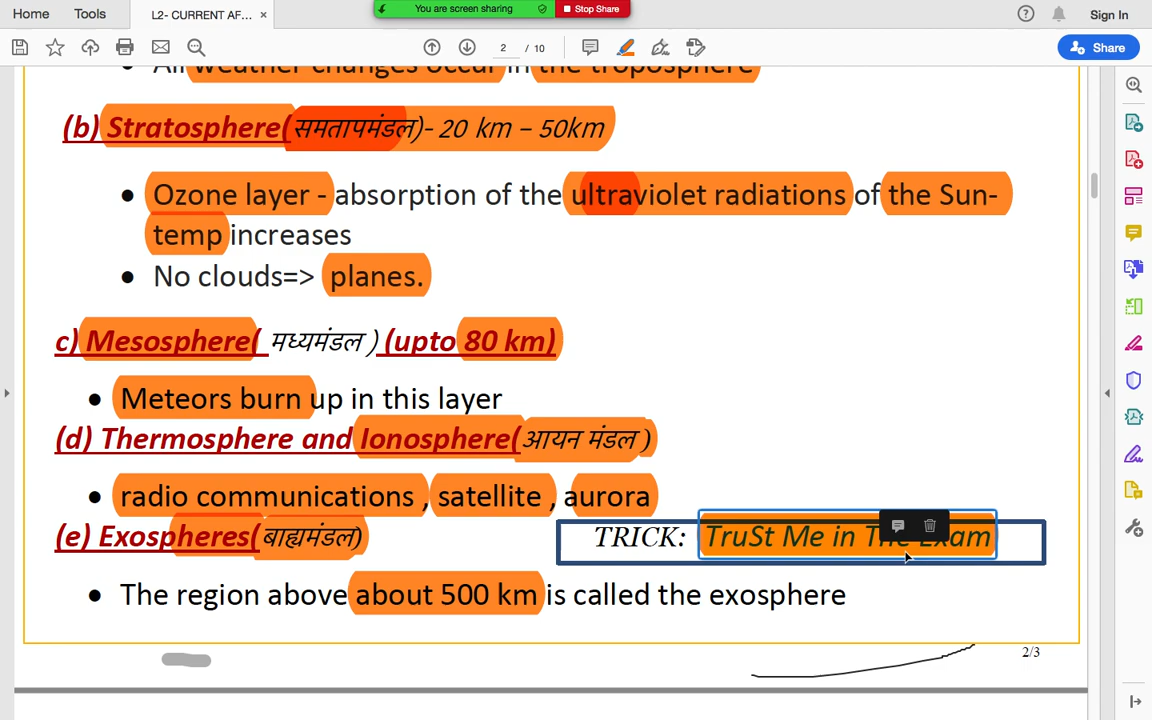 Home Tools L2- CURRENT AF... × You are screen sharing Stop Share Sign In
2 / 10 Share
All weather changes occur in the troposphere
(b) Stratosphere(समतापमंडल)- 20 km – 50km
• Ozone layer - absorption of the ultraviolet radiations of the Sun-
temp increases
• No clouds=> planes.
c) Mesosphere( मध्यमंडल ) (upto 80 km)
• Meteors burn up in this layer
(d) Thermosphere and Ionosphere(आयन मंडल )
• radio communications , satellite , aurora
(e) Exospheres(बाह्यमंडल)
TRICK: TruSt Me in The Exam
• The region above about 500 km is called the exosphere
2/3